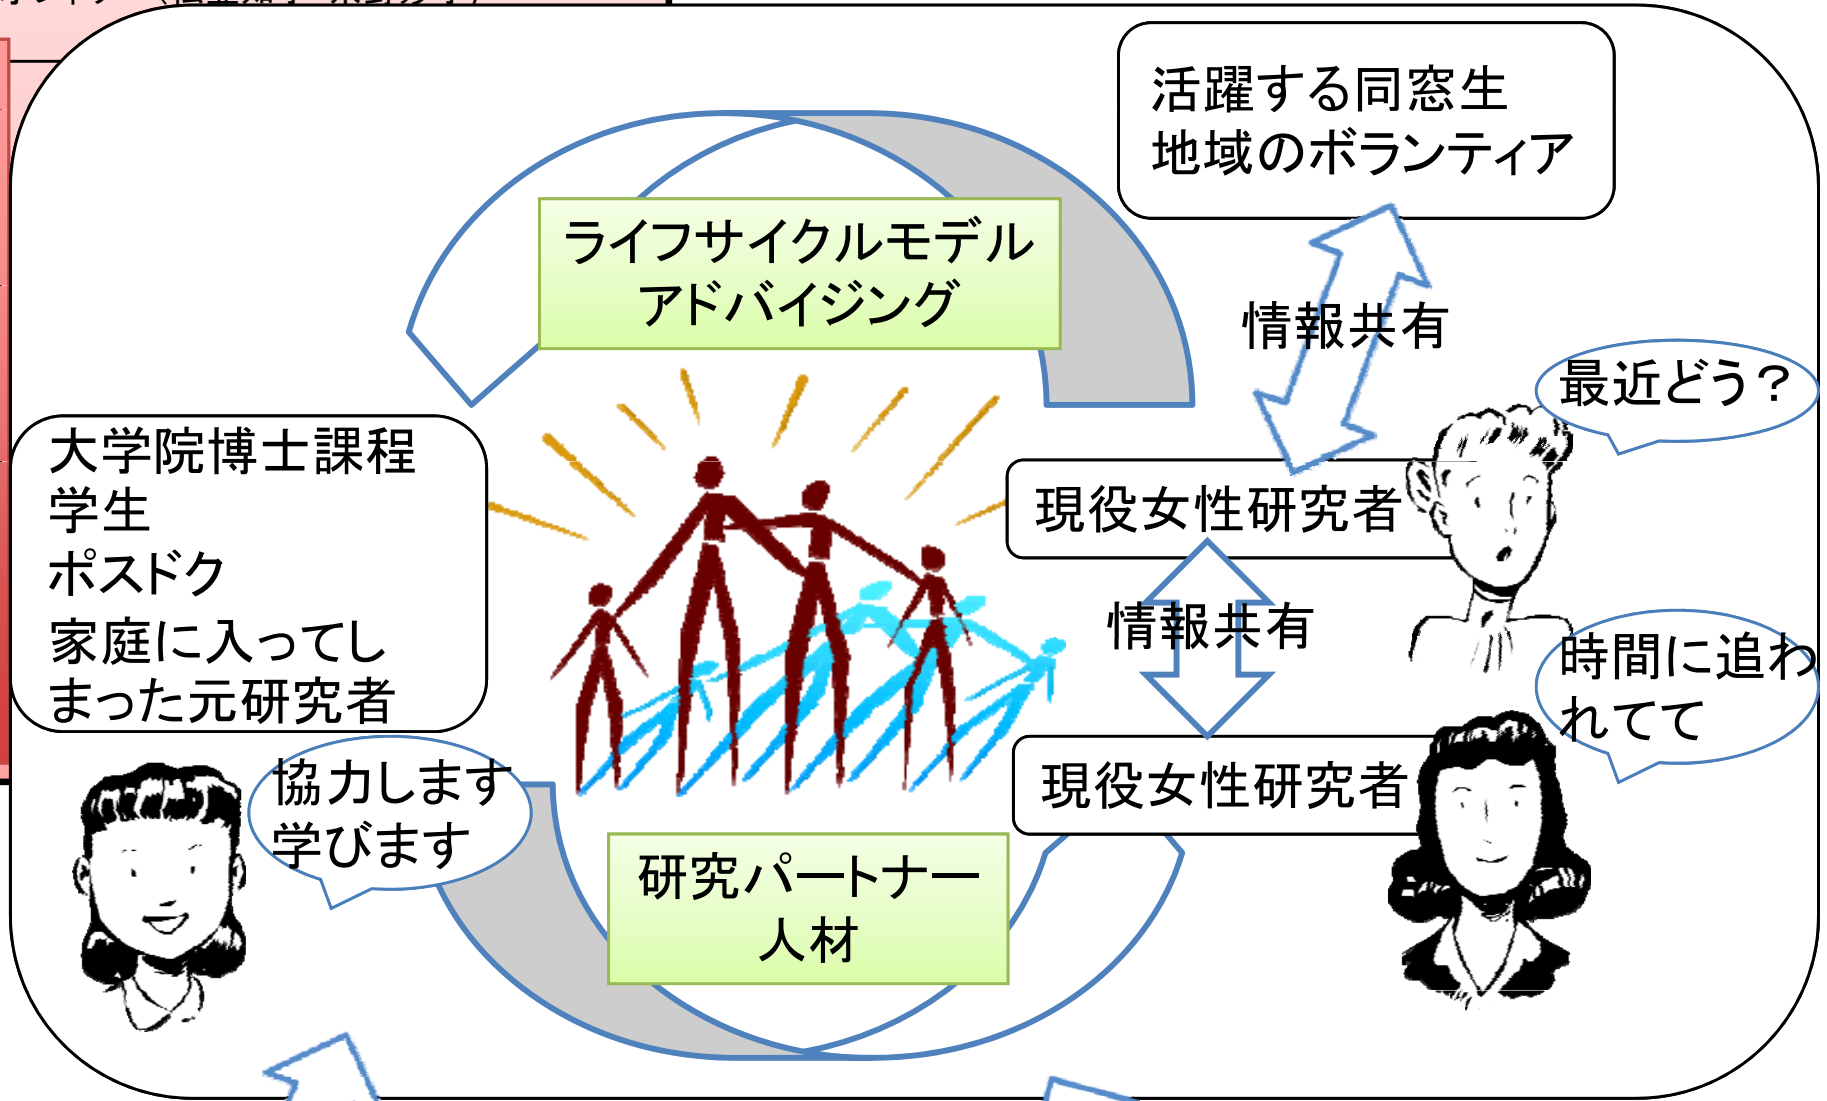 活躍する同窓生
地域のボランティア
ライフサイクルモデル
アドバイジング
情報共有
最近どう？
大学院博士課程
学生
ポスドク
家庭に入ってし
まった元研究者
現役女性研究者
情報共有
時間に追わ
れてて
現役女性研究者
協力します
学びます
研究パートナー
人材